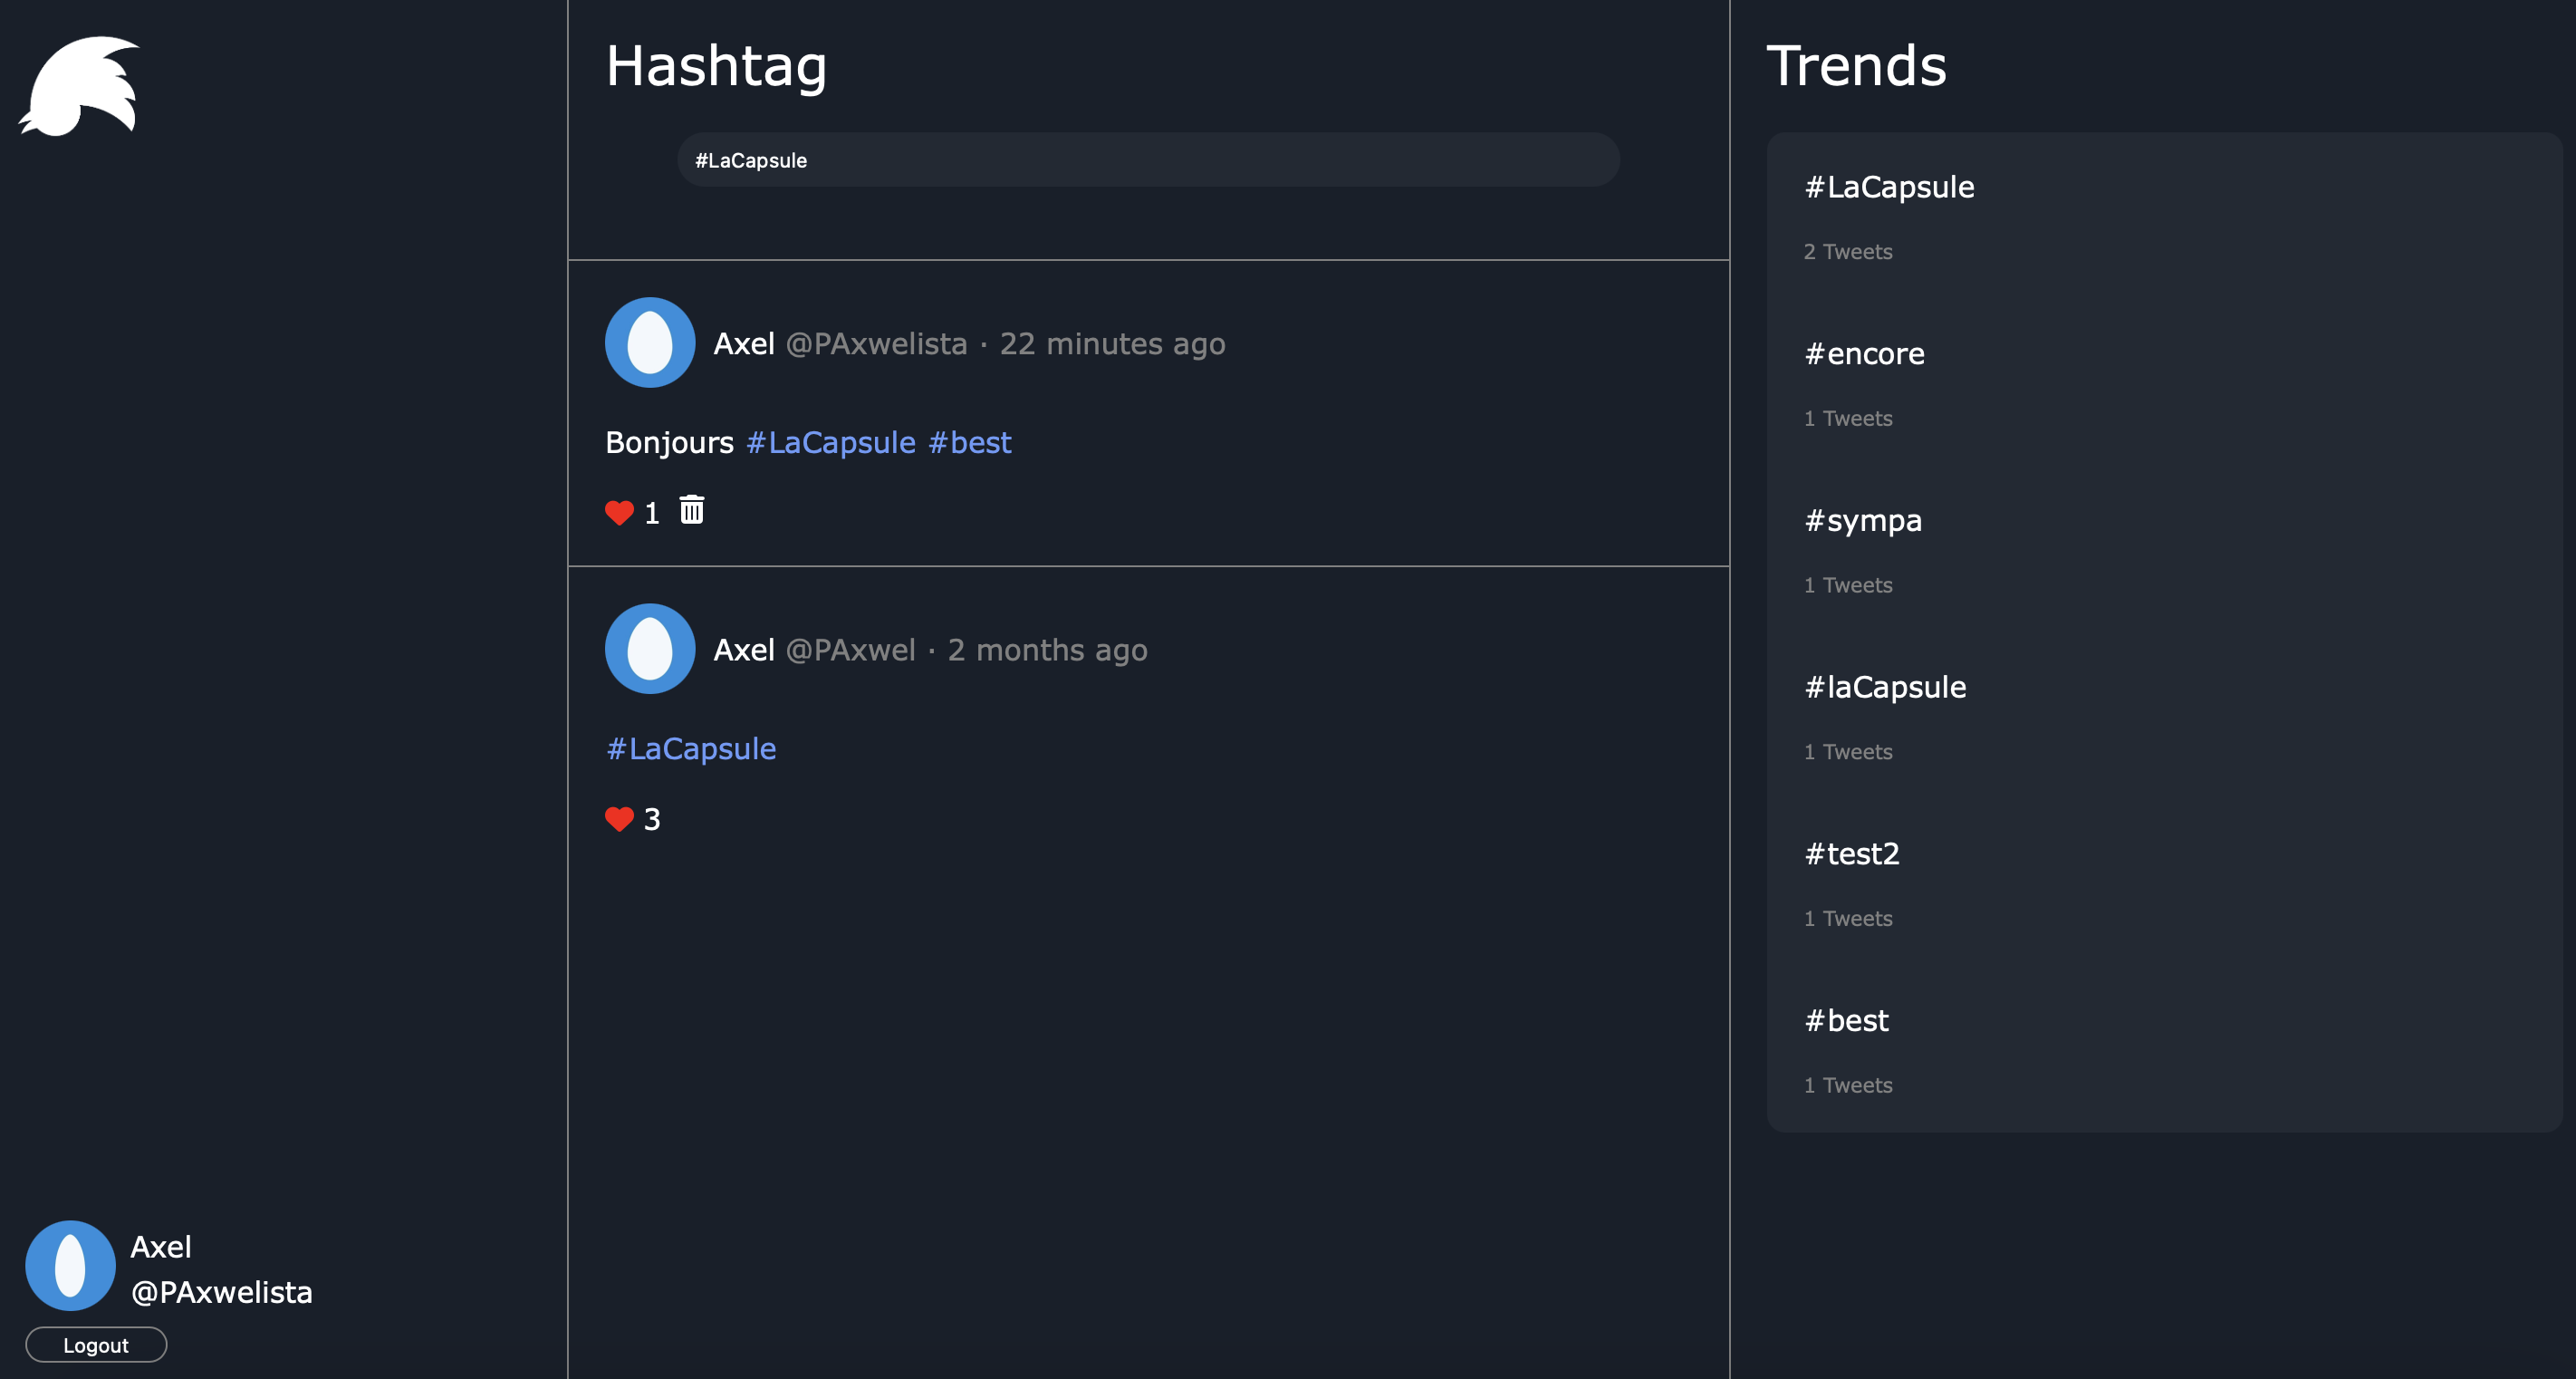 Hashtag
#LaCapsule
Axel @PAxwelista · 22 minutes ago
Bonjours #LaCapsule #best
1
Axel @PAxwel · 2 months ago
#LaCapsule
3
Trends
#LaCapsule
2 Tweets
#encore
1 Tweets
#sympa
1 Tweets
#laCapsule
1 Tweets
#test2
1 Tweets
#best
1 Tweets
Axel
@PAxwelista
Logout